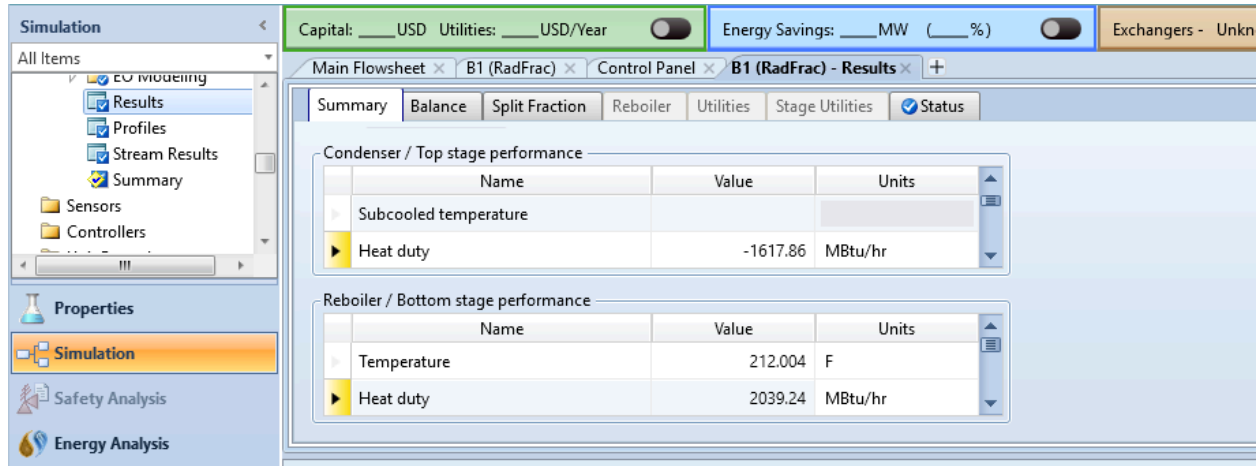 Simulation <
Capital: ____USD Utilities: ____USD/Year
Energy Savings: ____MW (____%)
Exchangers - Unkn
All Items
Main Flowsheet × B1 (RadFrac) × Control Panel × B1 (RadFrac) - Results × +
EO Modeling
Results
Profiles
Stream Results
Summary
Sensors
Controllers
Properties
Simulation
Safety Analysis
Energy Analysis
Summary Balance Split Fraction Reboiler Utilities Stage Utilities Status
Condenser / Top stage performance
Name Value Units
Subcooled temperature
Heat duty -1617.86 MBtu/hr
Reboiler / Bottom stage performance
Name Value Units
Temperature 212.004 F
Heat duty 2039.24 MBtu/hr